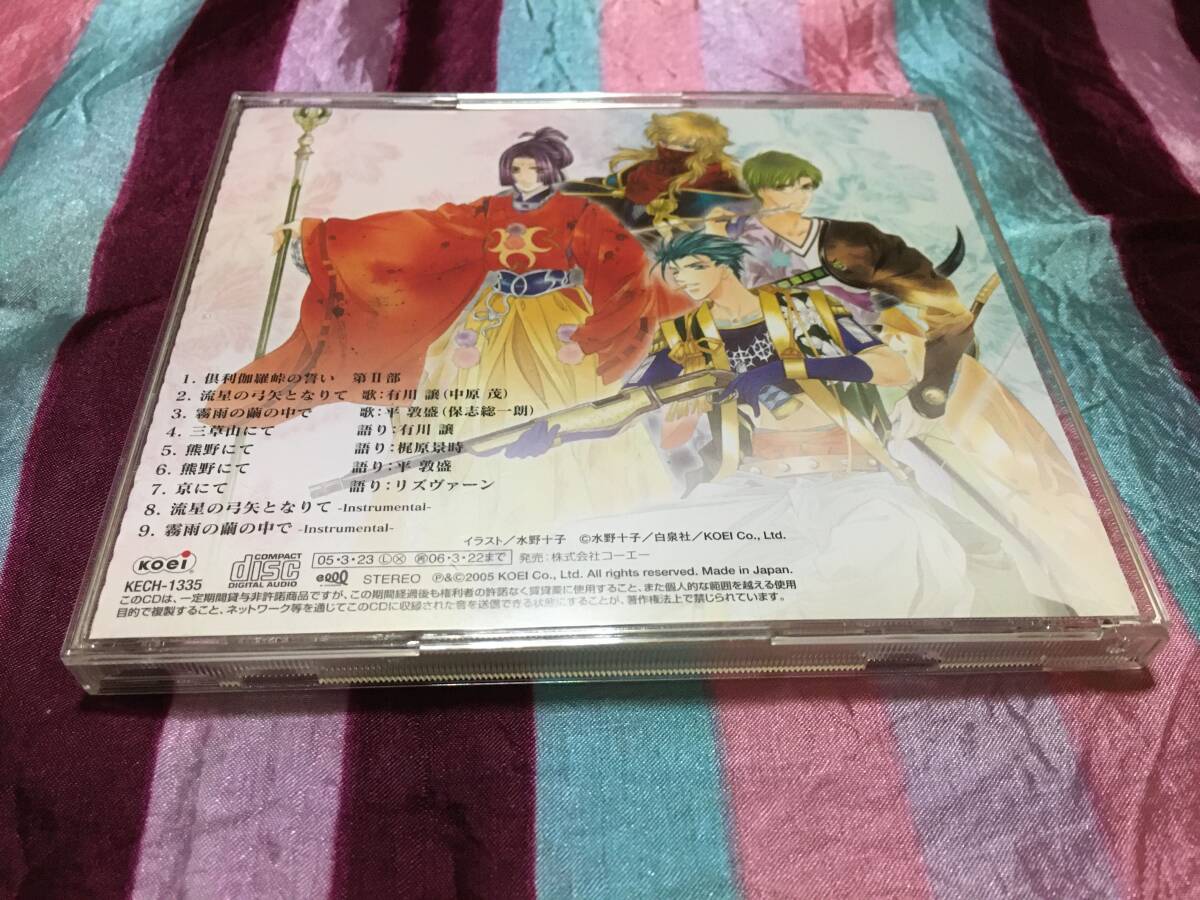 1. 倶利伽羅峠の誓い 第II部
2. 流星の弓矢となりて 歌:有川 譲(中原 茂)
3. 霧雨の繭の中で 歌:平 敦盛(保志総一朗)
4. 三草山にて 語り:有川 譲
5. 熊野にて 語り:梶原景時
6. 熊野にて 語り:平 敦盛
7. 京にて 語り:リズヴァーン
8. 流星の弓矢となりて -Instrumental-
9. 霧雨の繭の中で -Instrumental-
イラスト/水野十子 ©水野十子/白泉社/KOEI Co., Ltd.
KOEI COMPACT disc DIGITAL AUDIO 05・3・23 Ⓛ Ⓧ 06・3・22まで 発売:株式会社コーエー
KECH-1335 STEREO Ⓟ&©2005 KOEI Co., Ltd. All rights reserved. Made in Japan.
このCDは、一定期間貸与非許諾商品ですが、この期間経過後も権利者の許諾なく賃貸業に使用すること、また個人的な範囲を越える使用
目的で複製すること、ネットワーク等を通じてこのCDに収録された音を送信できる状態にすることが、著作権法上で禁じられています。